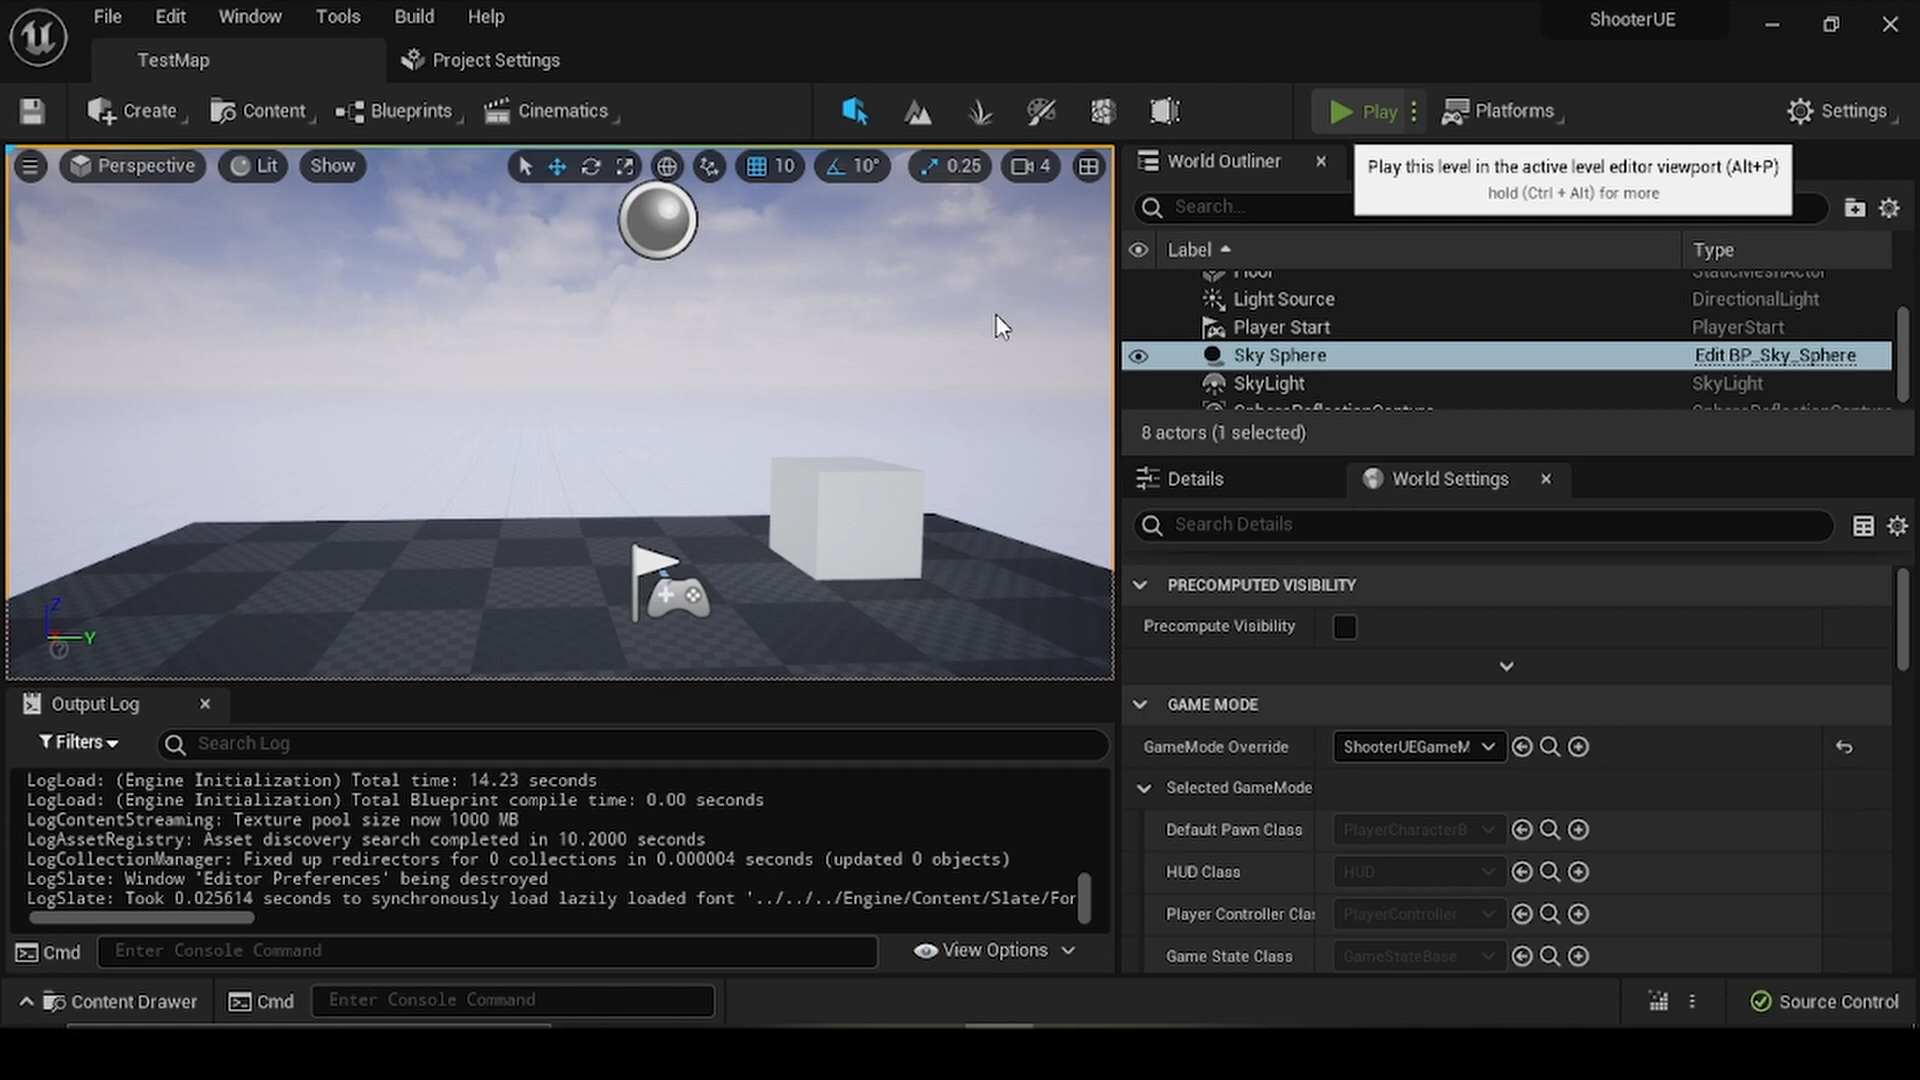 File Edit Window Tools Build Help
ShooterUE
TestMap
Project Settings
Create
Content
Blueprints
Cinematics
Play
Platforms
Settings
Perspective
Lit
Show
10
10°
0.25
4
World Outliner
Play this level in the active level editor viewport (Alt+P)
hold (Ctrl + Alt) for more
Search...
Label
Type
Floor StaticMeshActor
Light Source DirectionalLight
Player Start PlayerStart
Sky Sphere Edit BP_Sky_Sphere
SkyLight SkyLight
SphereReflectionCapture
8 actors (1 selected)
Details
World Settings
Search Details
PRECOMPUTED VISIBILITY
Precompute Visibility
GAME MODE
GameMode Override ShooterUEGameM
Selected GameMode
Default Pawn Class PlayerCharacterB
HUD Class HUD
Player Controller Clas PlayerController
Game State Class GameStateBase
Z
Y
Output Log
Filters
Search Log
LogLoad: (Engine Initialization) Total time: 14.23 seconds
LogLoad: (Engine Initialization) Total Blueprint compile time: 0.00 seconds
LogContentStreaming: Texture pool size now 1000 MB
LogAssetRegistry: Asset discovery search completed in 10.2000 seconds
LogCollectionManager: Fixed up redirectors for 0 collections in 0.000004 seconds (updated 0 objects)
LogSlate: Window 'Editor Preferences' being destroyed
LogSlate: Took 0.025614 seconds to synchronously load lazily loaded font '../../../Engine/Content/Slate/For
Cmd
Enter Console Command
View Options
Content Drawer
Cmd
Enter Console Command
Source Control